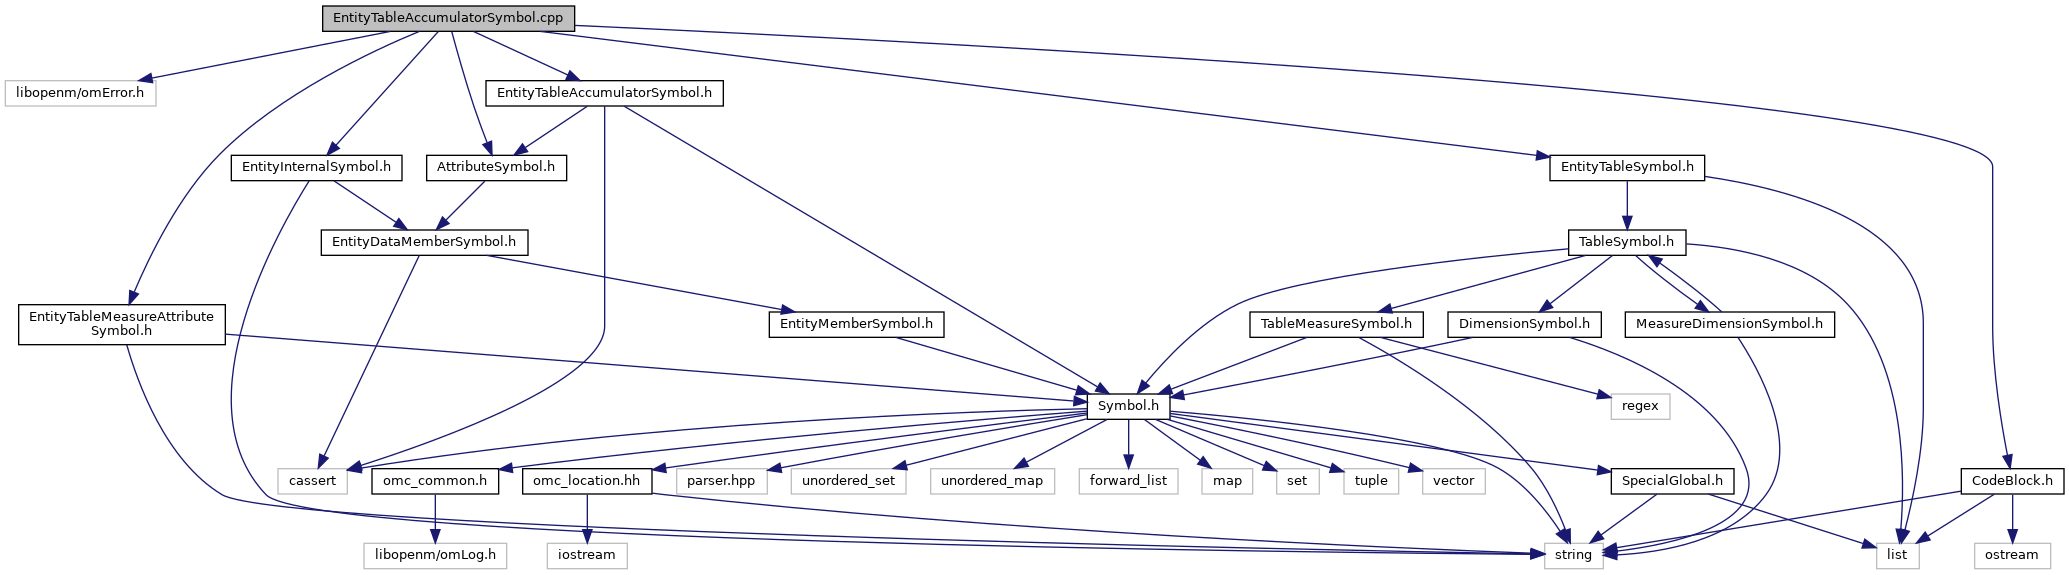 EntityTableAccumulatorSymbol.cpp
libopenm/omError.h
EntityTableAccumulatorSymbol.h
EntityInternalSymbol.h
AttributeSymbol.h
EntityTableSymbol.h
EntityDataMemberSymbol.h
TableSymbol.h
EntityTableMeasureAttribute
Symbol.h
EntityMemberSymbol.h
TableMeasureSymbol.h
DimensionSymbol.h
MeasureDimensionSymbol.h
Symbol.h
regex
cassert
omc_common.h
omc_location.hh
parser.hpp
unordered_set
unordered_map
forward_list
map
set
tuple
vector
SpecialGlobal.h
CodeBlock.h
libopenm/omLog.h
iostream
string
list
ostream